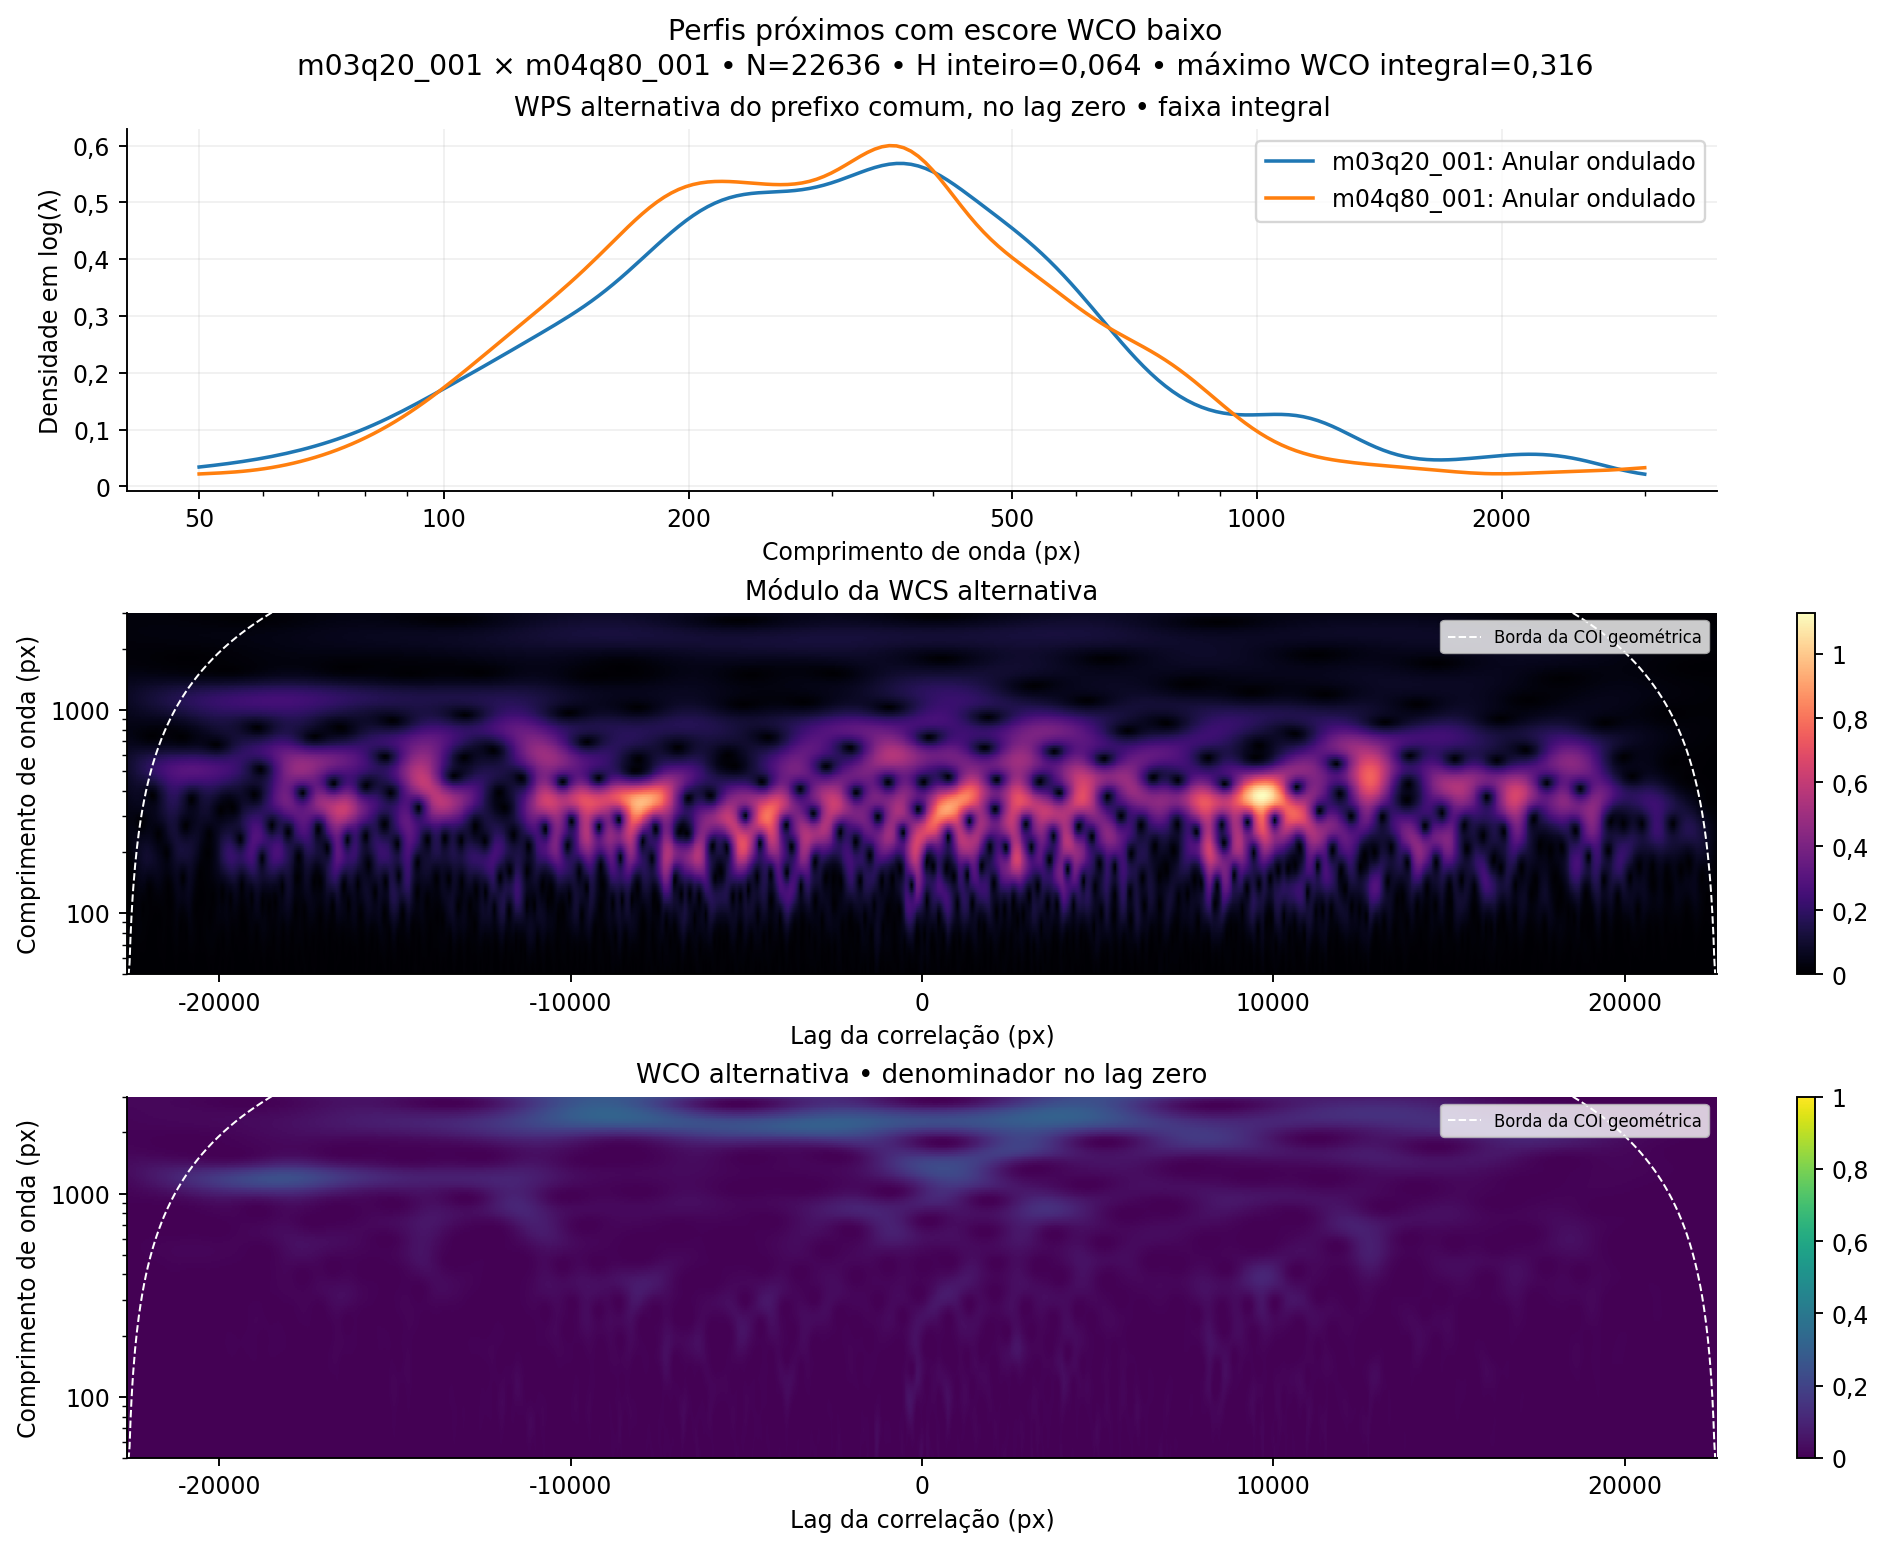 Perfis próximos com escore WCO baixo
m03q20_001 × m04q80_001 • N=22636 • H inteiro=0,064 • máximo WCO integral=0,316
WPS alternativa do prefixo comum, no lag zero • faixa integral
Densidade em log(λ)
0,6
0,5
0,4
0,3
0,2
0,1
0
m03q20_001: Anular ondulado
m04q80_001: Anular ondulado
50 100 200 500 1000 2000
Comprimento de onda (px)
Módulo da WCS alternativa
Comprimento de onda (px)
1000
100
Borda da COI geométrica
1
0,8
0,6
0,4
0,2
0
-20000 -10000 0 10000 20000
Lag da correlação (px)
WCO alternativa • denominador no lag zero
Comprimento de onda (px)
1000
100
Borda da COI geométrica
1
0,8
0,6
0,4
0,2
0
-20000 -10000 0 10000 20000
Lag da correlação (px)